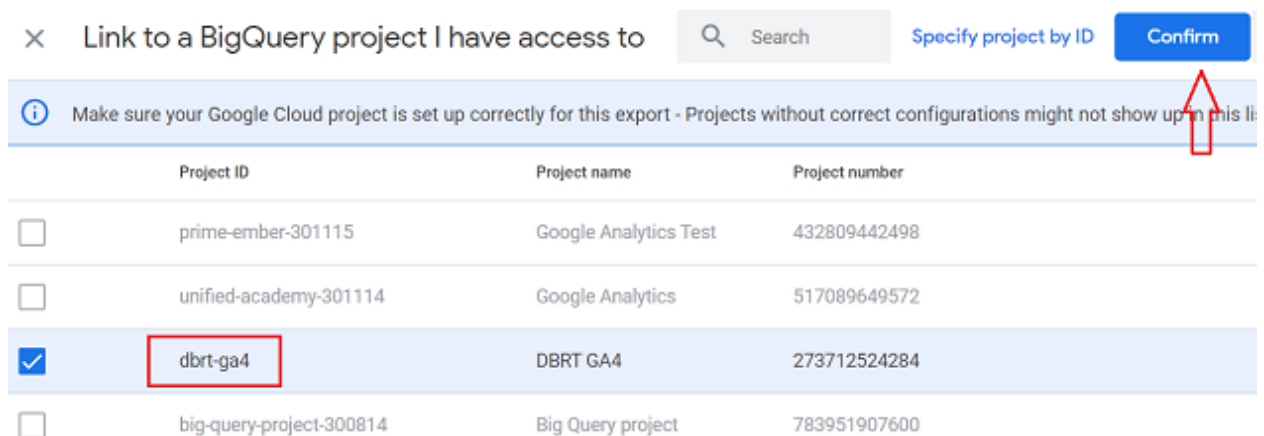 Link to a BigQuery project I have access to Search Specify project by ID Confirm
Make sure your Google Cloud project is set up correctly for this export - Projects without correct configurations might not show up in this
Project ID Project name Project number
prime-ember-301115 Google Analytics Test 432809442498
unified-academy-301114 Google Analytics 517089649572
dbrt-ga4 DBRT GA4 273712524284
big-query-project-300814 Big Query project 783951907600